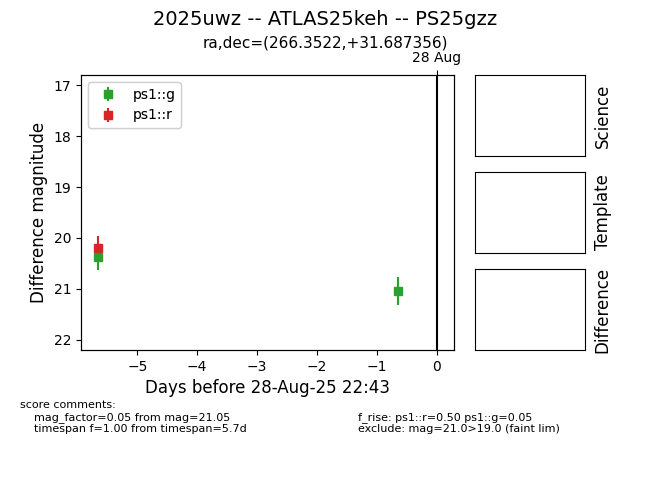 2025uwz -- ATLAS25keh -- PS25gzz
ra,dec=(266.3522,+31.687356)
28 Aug
ps1::g
ps1::r
17
18
19
20
21
22
Difference magnitude
−5
−4
−3
−2
−1
0
Days before 28-Aug-25 22:43
Science
Template
Difference
score comments:
mag_factor=0.05 from mag=21.05
timespan f=1.00 from timespan=5.7d
f_rise: ps1::r=0.50 ps1::g=0.05
exclude: mag=21.0>19.0 (faint lim)